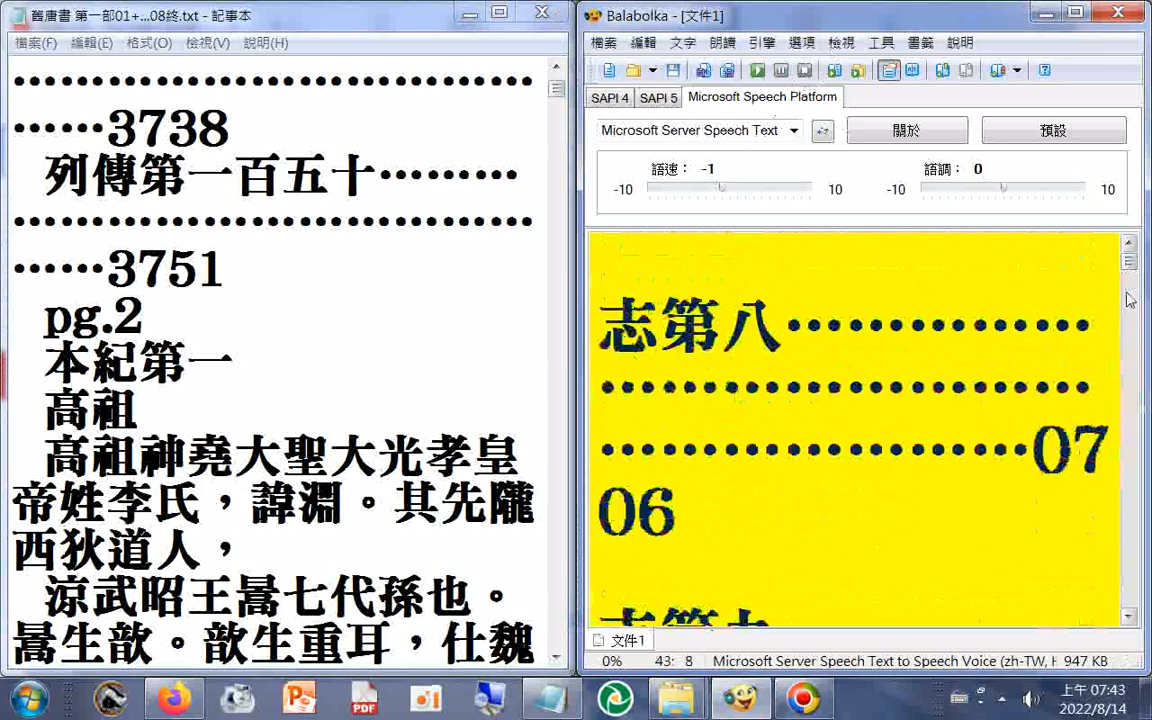 舊唐書 第一部01+...08終.txt - 記事本
檔案(F) 編輯(E) 格式(O) 檢視(V) 說明(H)
••••••••••••••••••••••••••••••••••
……3738
列傳第一百五十………
••••••••••••••••••••••••••••••••••
……3751
pg.2
本紀第一
高祖
高祖神堯大聖大光孝皇
帝姓李氏，諱淵。其先隴
西狄道人，
涼武昭王暠七代孫也。
暠生歆。歆生重耳，仕魏
Balabolka - [文件1]
檔案 編輯 文字 朗讀 引擎 選項 檢視 工具 書籤 說明
SAPI 4 SAPI 5 Microsoft Speech Platform
Microsoft Server Speech Text 關於 預設
語速： -1 語調： 0
-10 10 -10 10
志第八•••••••••••••••
••••••••••••••••••••••••
•••••••••••••••••••••07
06
文件1
0% 43: 8 Microsoft Server Speech Text to Speech Voice (zh-TW, H 947 KB
上午 07:43
2022/8/14